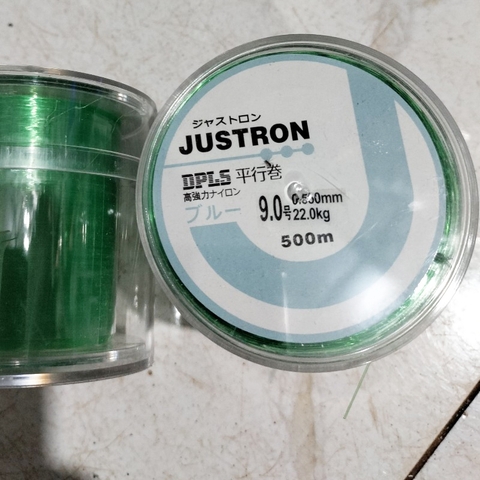 ジャストロン
JUSTRON
DPLS 平行巻
高強力ナイロン
ブルー 9.0号 22.0kg
500m